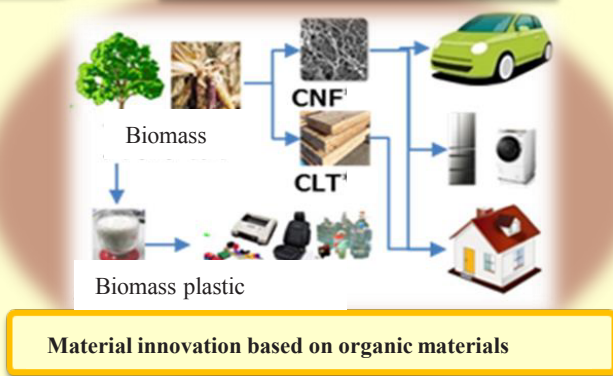 CNF
Biomass
CLT
Biomass plastic
Material innovation based on organic materials